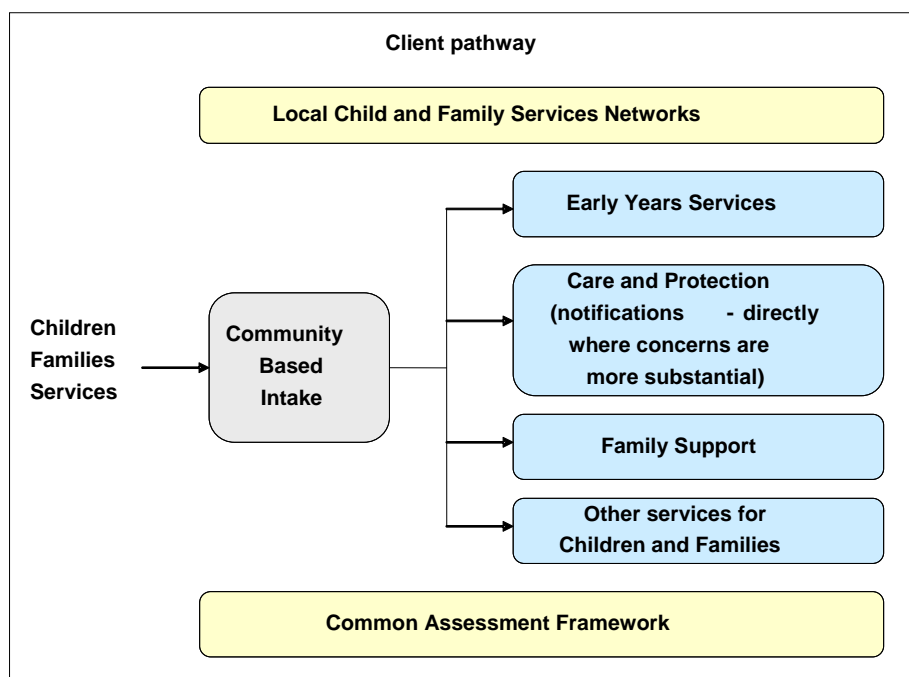 Client pathway
Local Child and Family Services Networks
Early Years Services
Care and Protection
(notifications - directly
where concerns are
more substantial)
Children
Families
Services
Community
Based
Intake
Family Support
Other services for
Children and Families
Common Assessment Framework